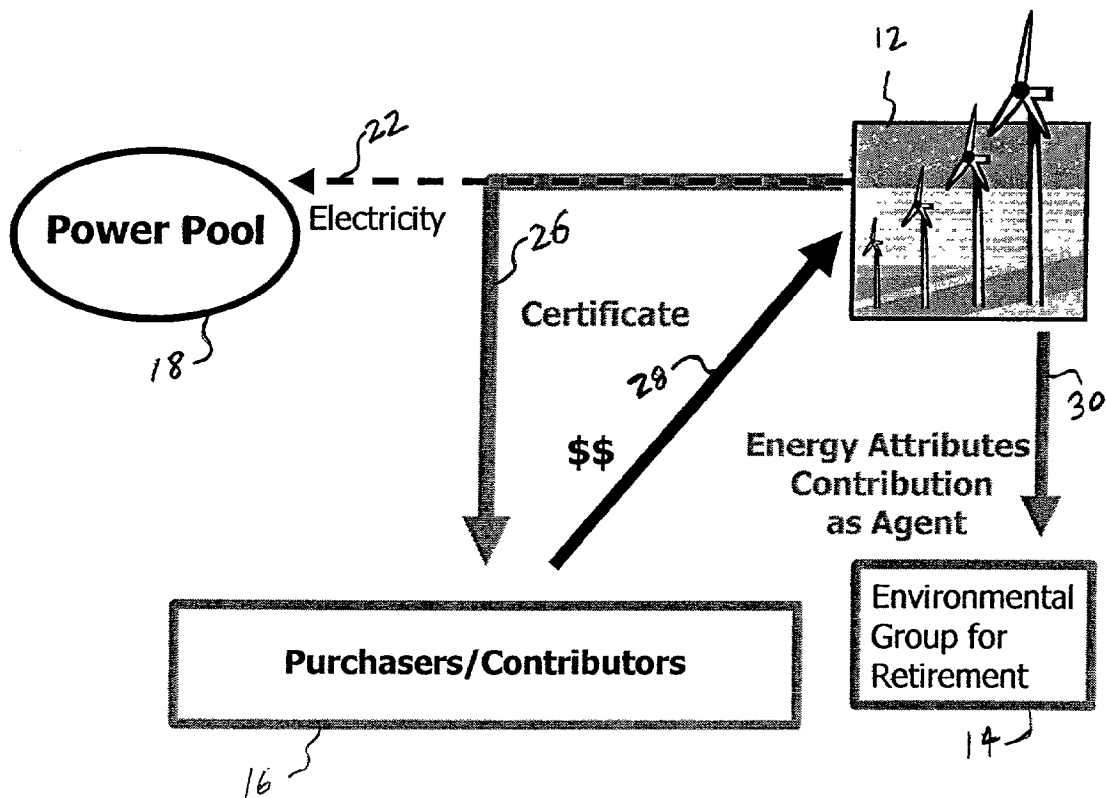 12
22
Power Pool
Electricity
26
18
Certificate
28
30
$$
Energy Attributes
Contribution
as Agent
Environmental
Group for
Retirement
Purchasers/Contributors
16
14